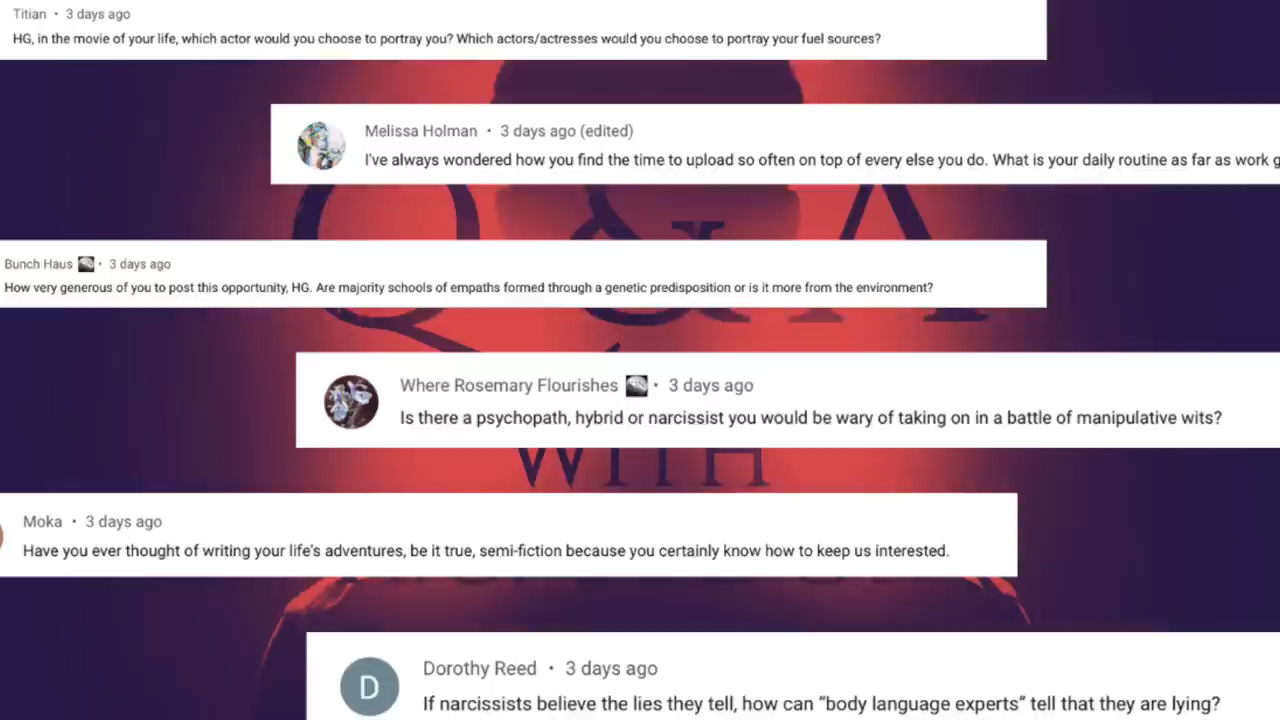 Titian • 3 days ago
HG, in the movie of your life, which actor would you choose to portray you? Which actors/actresses would you choose to portray your fuel sources?
Melissa Holman • 3 days ago (edited)
I've always wondered how you find the time to upload so often on top of every else you do. What is your daily routine as far as work g
Q & A
Bunch Haus • 3 days ago
How very generous of you to post this opportunity, HG. Are majority schools of empaths formed through a genetic predisposition or is it more from the environment?
Where Rosemary Flourishes • 3 days ago
Is there a psychopath, hybrid or narcissist you would be wary of taking on in a battle of manipulative wits?
WITH
Moka • 3 days ago
Have you ever thought of writing your life's adventures, be it true, semi-fiction because you certainly know how to keep us interested.
D
Dorothy Reed • 3 days ago
If narcissists believe the lies they tell, how can “body language experts” tell that they are lying?